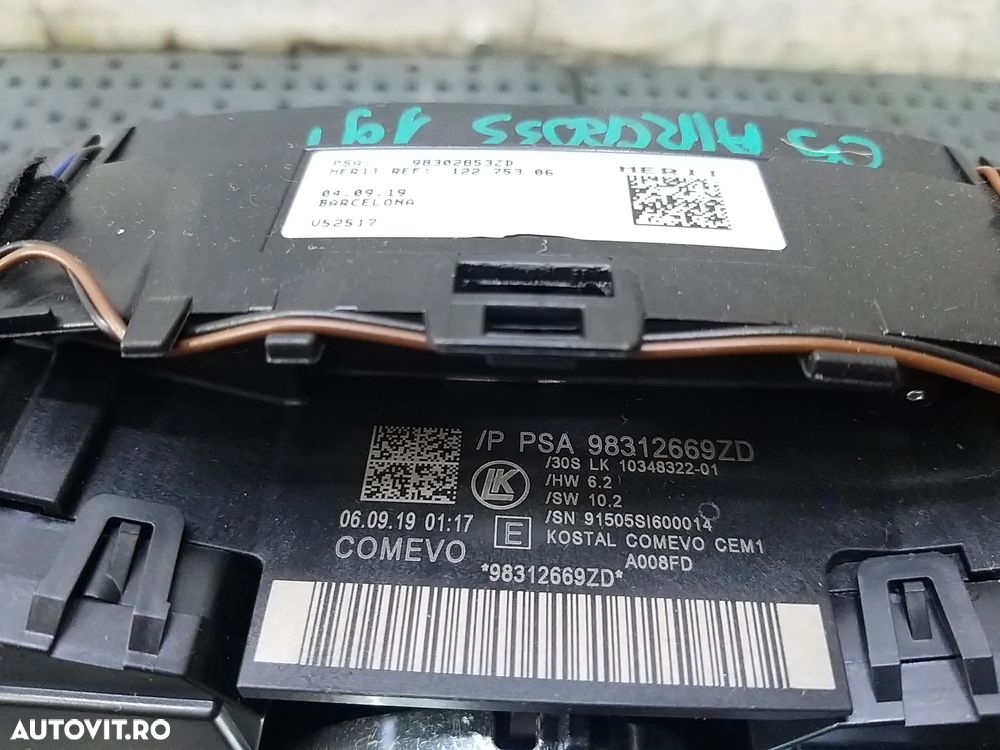 C5 AIRCROSS 19'
PSA: 98302853ZD
MERIT REF: 122 753 06
MERIT
04.09.19
BARCELONA
V52517
3
/P PSA 98312669ZD
/30S LK 10348322-01
LK
/HW 6.2
/SW 10.2
06.09.19 01:17
/SN 91505SI600014
E
KOSTAL COMEVO CEM1
COMEVO
A008FD
*98312669ZD*
AUTOVIT.RO